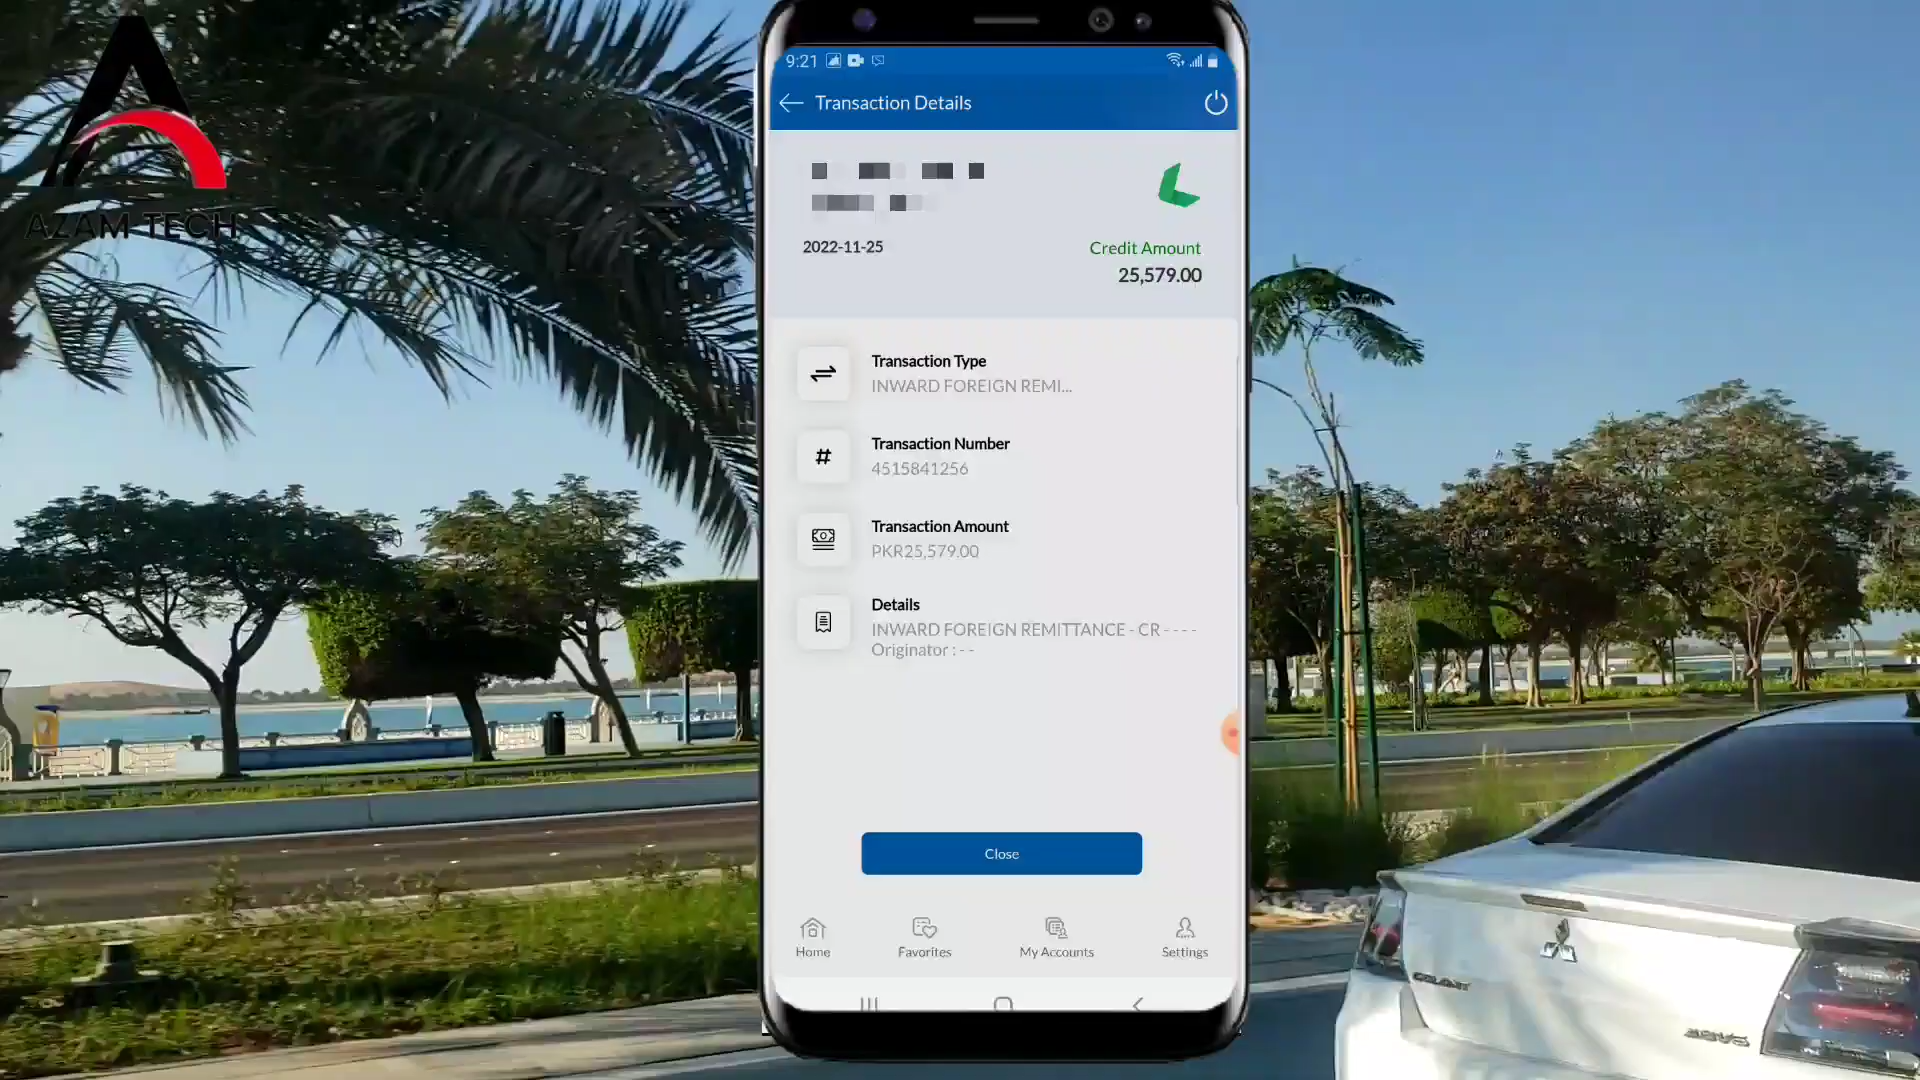 AZAM TECH
9:21
Transaction Details
2022-11-25
Credit Amount
25,579.00
Transaction Type
INWARD FOREIGN REMI...
Transaction Number
4515841256
Transaction Amount
PKR25,579.00
Details
INWARD FOREIGN REMITTANCE - CR - - - -
Originator : - -
Close
Home
Favorites
My Accounts
Settings
GALANT